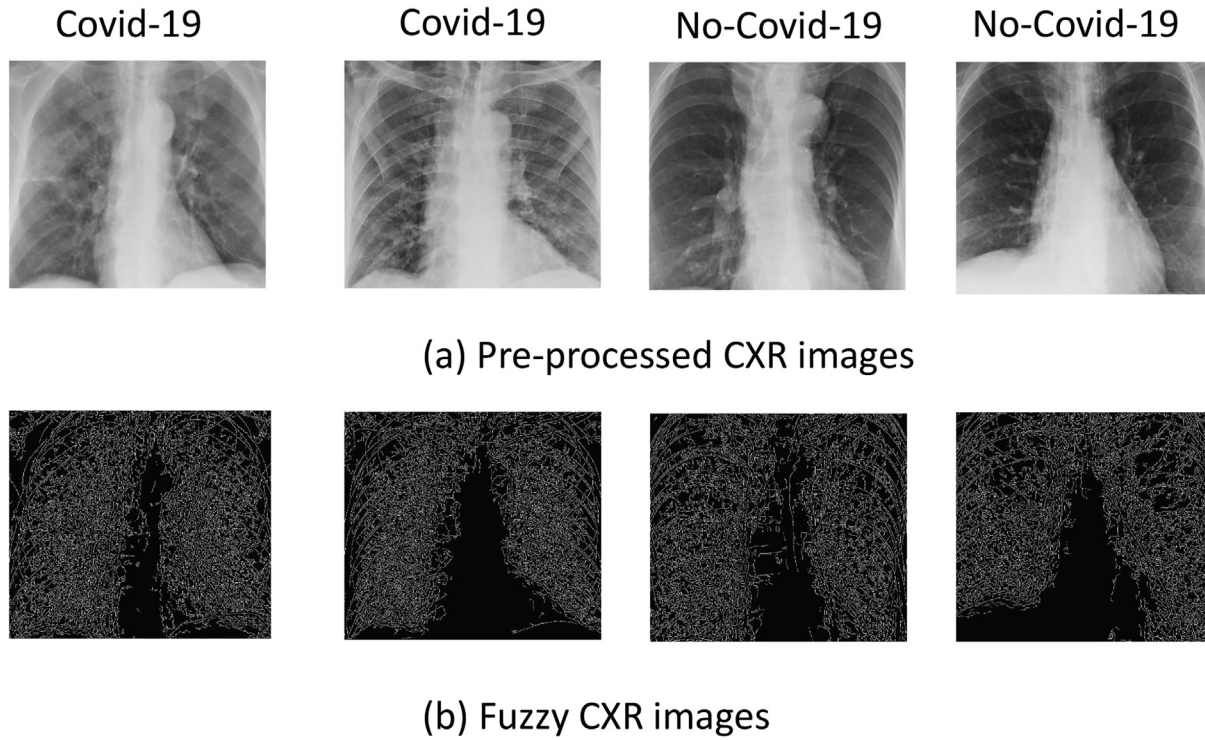 Covid-19 Covid-19 No-Covid-19 No-Covid-19
(a) Pre-processed CXR images
(b) Fuzzy CXR images